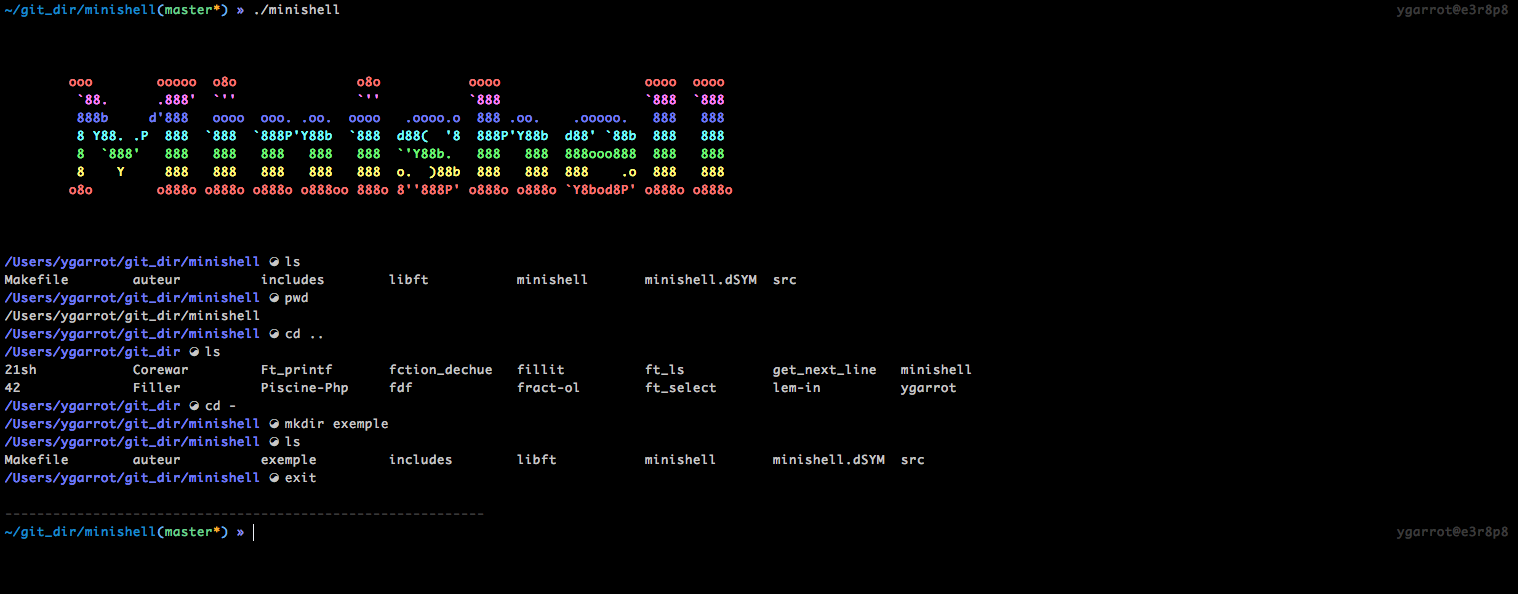 ~/git_dir/minishell(master*) » ./minishell ygarrot@e3r8p8
ooo        ooooo  o8o               o8o           oooo                  oooo  oooo
`88.      .888'  `''               `''           `888                  `888  `888
888b     d'888   oooo  ooo. .oo.  oooo   .oooo.o  888 .oo.    .ooooo.   888   888
8 Y88. .P  888  `888  `888P'Y88b  `888  d88(  '8  888P'Y88b  d88' `88b  888   888
8  `888'   888   888   888   888   888  `'Y88b.   888   888  888ooo888  888   888
8    Y     888   888   888   888   888  o.  )88b  888   888  888    .o  888   888
o8o        o888o o888o o888o o888oo 888o 8''888P' o888o o888o `Y8bod8P' o888o o888o
/Users/ygarrot/git_dir/minishell ls
Makefile auteur includes libft minishell minishell.dSYM src
/Users/ygarrot/git_dir/minishell pwd
/Users/ygarrot/git_dir/minishell
/Users/ygarrot/git_dir/minishell cd ..
/Users/ygarrot/git_dir ls
21sh Corewar Ft_printf fction_dechue fillit ft_ls get_next_line minishell
42 Filler Piscine-Php fdf fract-ol ft_select lem-in ygarrot
/Users/ygarrot/git_dir cd -
/Users/ygarrot/git_dir/minishell mkdir exemple
/Users/ygarrot/git_dir/minishell ls
Makefile auteur exemple includes libft minishell minishell.dSYM src
/Users/ygarrot/git_dir/minishell exit
------------------------------------------------------------
~/git_dir/minishell(master*) » ygarrot@e3r8p8